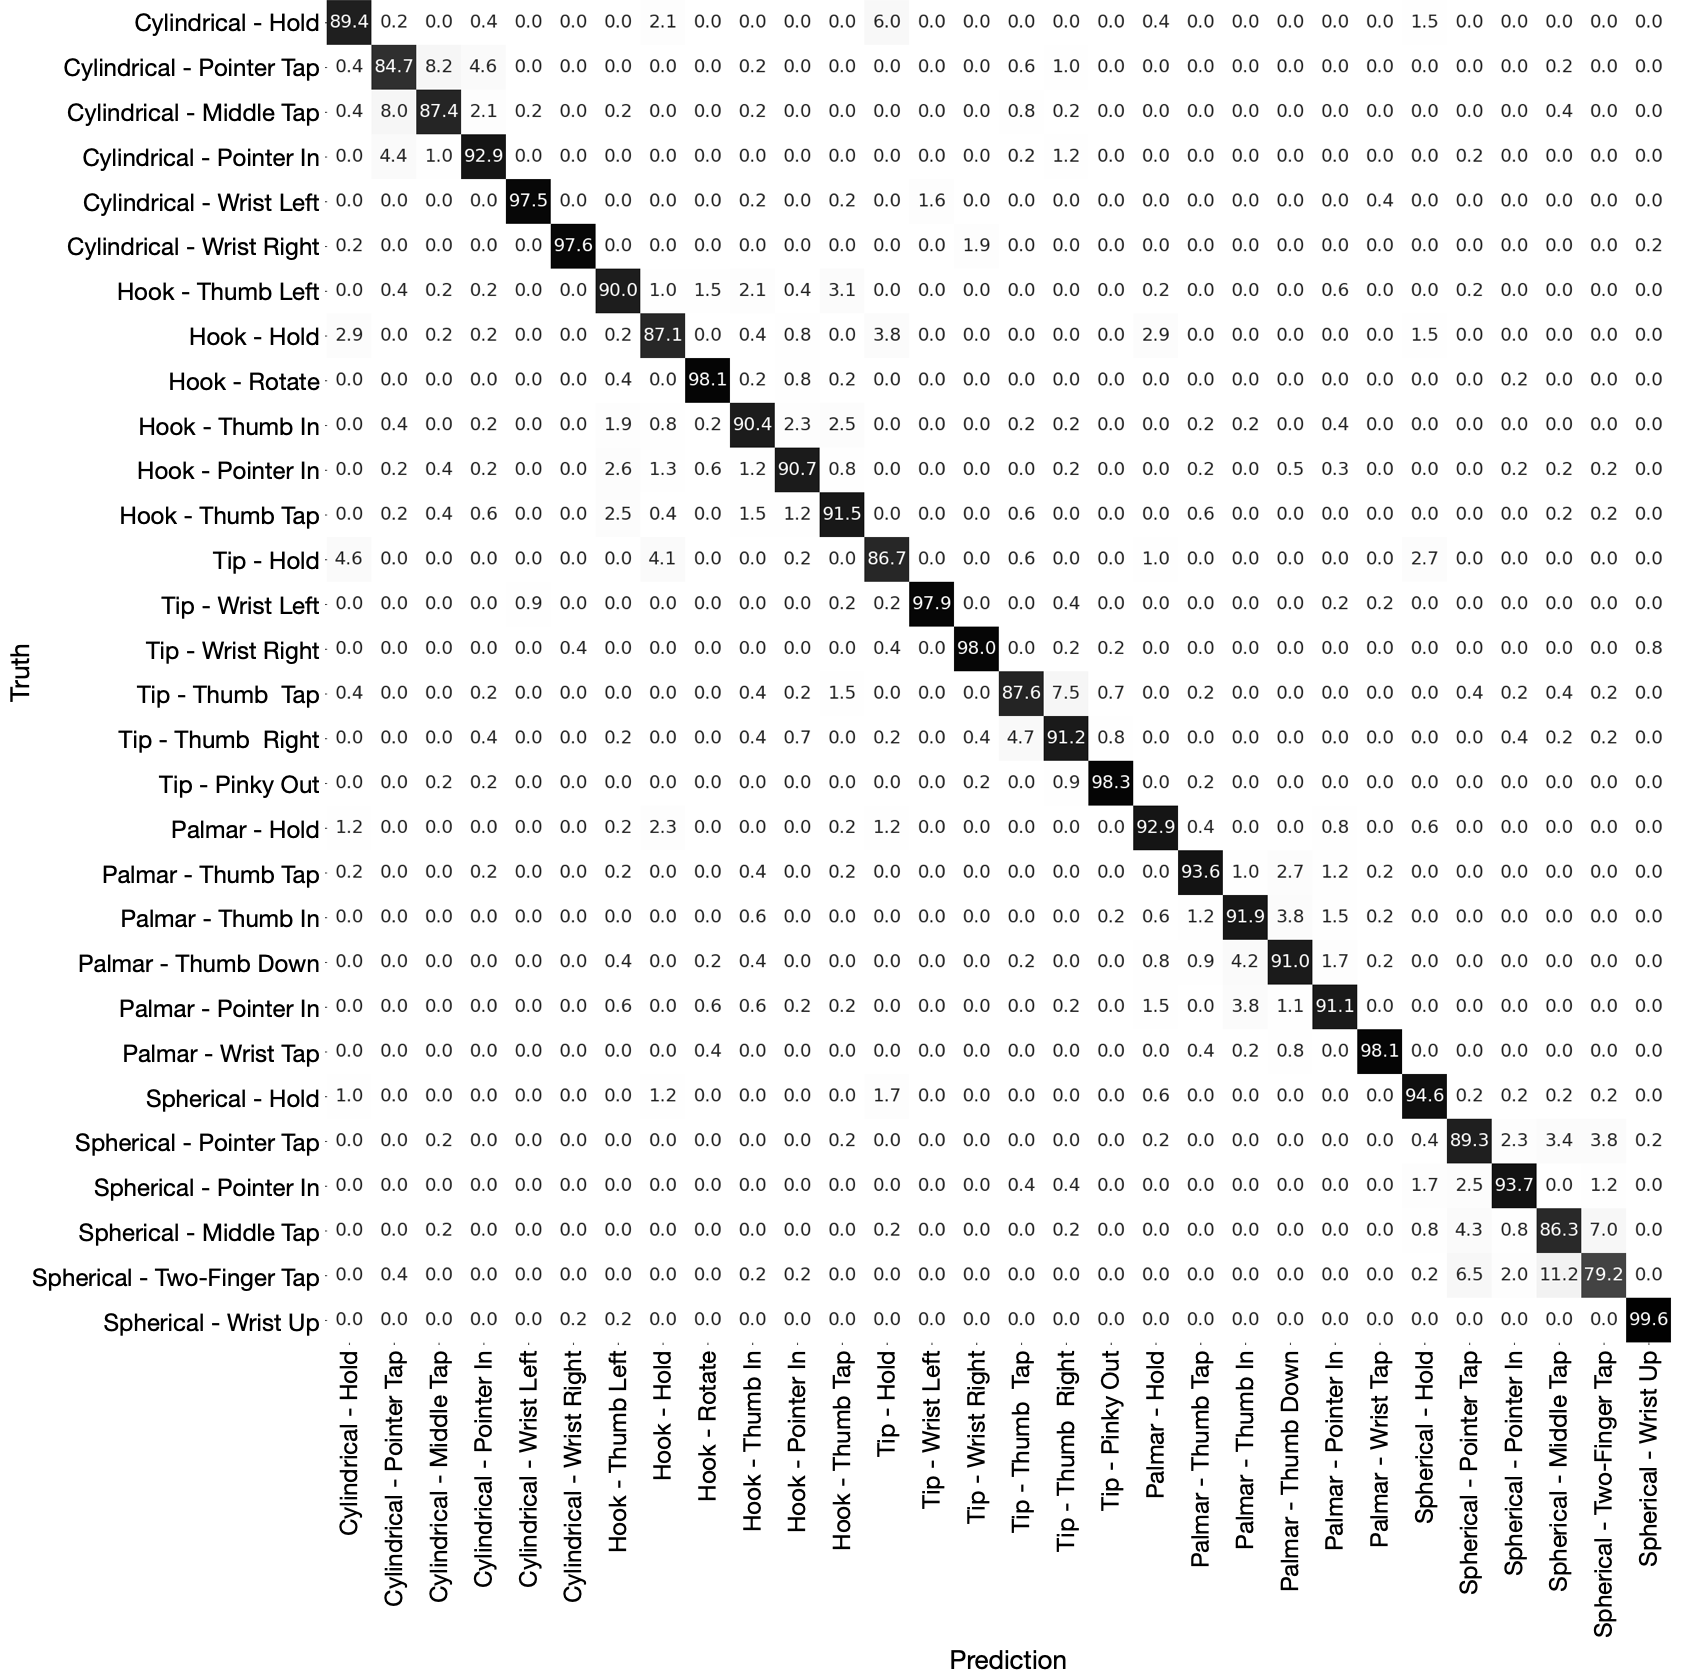 Cylindrical - Hold 89.4 0.2 0.0 0.4 0.0 0.0 0.0 2.1 0.0 0.0 0.0 0.0 6.0 0.0 0.0 0.0 0.0 0.0 0.4 0.0 0.0 0.0 0.0 0.0 1.5 0.0 0.0 0.0 0.0 0.0
Cylindrical - Pointer Tap 0.4 84.7 8.2 4.6 0.0 0.0 0.0 0.0 0.0 0.2 0.0 0.0 0.0 0.0 0.0 0.6 1.0 0.0 0.0 0.0 0.0 0.0 0.0 0.0 0.0 0.0 0.0 0.2 0.0 0.0
Cylindrical - Middle Tap 0.4 8.0 87.4 2.1 0.2 0.0 0.2 0.0 0.0 0.2 0.0 0.0 0.0 0.0 0.0 0.8 0.2 0.0 0.0 0.0 0.0 0.0 0.0 0.0 0.0 0.0 0.0 0.4 0.0 0.0
Cylindrical - Pointer In 0.0 4.4 1.0 92.9 0.0 0.0 0.0 0.0 0.0 0.0 0.0 0.0 0.0 0.0 0.0 0.2 1.2 0.0 0.0 0.0 0.0 0.0 0.0 0.0 0.0 0.2 0.0 0.0 0.0 0.0
Cylindrical - Wrist Left 0.0 0.0 0.0 0.0 97.5 0.0 0.0 0.0 0.0 0.2 0.0 0.2 0.0 1.6 0.0 0.0 0.0 0.0 0.0 0.0 0.0 0.0 0.0 0.4 0.0 0.0 0.0 0.0 0.0 0.0
Cylindrical - Wrist Right 0.2 0.0 0.0 0.0 0.0 97.6 0.0 0.0 0.0 0.0 0.0 0.0 0.0 0.0 1.9 0.0 0.0 0.0 0.0 0.0 0.0 0.0 0.0 0.0 0.0 0.0 0.0 0.0 0.0 0.2
Hook - Thumb Left 0.0 0.4 0.2 0.2 0.0 0.0 90.0 1.0 1.5 2.1 0.4 3.1 0.0 0.0 0.0 0.0 0.0 0.0 0.2 0.0 0.0 0.0 0.6 0.0 0.0 0.2 0.0 0.0 0.0 0.0
Hook - Hold 2.9 0.0 0.2 0.2 0.0 0.0 0.2 87.1 0.0 0.4 0.8 0.0 3.8 0.0 0.0 0.0 0.0 0.0 2.9 0.0 0.0 0.0 0.0 0.0 1.5 0.0 0.0 0.0 0.0 0.0
Hook - Rotate 0.0 0.0 0.0 0.0 0.0 0.0 0.4 0.0 98.1 0.2 0.8 0.2 0.0 0.0 0.0 0.0 0.0 0.0 0.0 0.0 0.0 0.0 0.0 0.0 0.0 0.0 0.2 0.0 0.0 0.0
Hook - Thumb In 0.0 0.4 0.0 0.2 0.0 0.0 1.9 0.8 0.2 90.4 2.3 2.5 0.0 0.0 0.0 0.2 0.2 0.0 0.0 0.2 0.2 0.0 0.4 0.0 0.0 0.0 0.0 0.0 0.0 0.0
Hook - Pointer In 0.0 0.2 0.4 0.2 0.0 0.0 2.6 1.3 0.6 1.2 90.7 0.8 0.0 0.0 0.0 0.0 0.2 0.0 0.0 0.2 0.0 0.5 0.3 0.0 0.0 0.0 0.2 0.2 0.2 0.0
Hook - Thumb Tap 0.0 0.2 0.4 0.6 0.0 0.0 2.5 0.4 0.0 1.5 1.2 91.5 0.0 0.0 0.0 0.6 0.0 0.0 0.0 0.6 0.0 0.0 0.0 0.0 0.0 0.0 0.0 0.2 0.2 0.0
Tip - Hold 4.6 0.0 0.0 0.0 0.0 0.0 0.0 4.1 0.0 0.0 0.2 0.0 86.7 0.0 0.0 0.6 0.0 0.0 1.0 0.0 0.0 0.0 0.0 0.0 2.7 0.0 0.0 0.0 0.0 0.0
Tip - Wrist Left 0.0 0.0 0.0 0.0 0.9 0.0 0.0 0.0 0.0 0.0 0.0 0.2 0.2 97.9 0.0 0.0 0.4 0.0 0.0 0.0 0.0 0.0 0.2 0.2 0.0 0.0 0.0 0.0 0.0 0.0
Tip - Wrist Right 0.0 0.0 0.0 0.0 0.0 0.4 0.0 0.0 0.0 0.0 0.0 0.0 0.4 0.0 98.0 0.0 0.2 0.2 0.0 0.0 0.0 0.0 0.0 0.0 0.0 0.0 0.0 0.0 0.0 0.8
Tip - Thumb Tap 0.4 0.0 0.0 0.2 0.0 0.0 0.0 0.0 0.0 0.4 0.2 1.5 0.0 0.0 0.0 87.6 7.5 0.7 0.0 0.2 0.0 0.0 0.0 0.0 0.0 0.4 0.2 0.4 0.2 0.0
Tip - Thumb Right 0.0 0.0 0.0 0.4 0.0 0.0 0.2 0.0 0.0 0.4 0.7 0.0 0.2 0.0 0.4 4.7 91.2 0.8 0.0 0.0 0.0 0.0 0.0 0.0 0.0 0.0 0.4 0.2 0.2 0.0
Tip - Pinky Out 0.0 0.0 0.2 0.2 0.0 0.0 0.0 0.0 0.0 0.0 0.0 0.0 0.0 0.0 0.2 0.0 0.9 98.3 0.0 0.2 0.0 0.0 0.0 0.0 0.0 0.0 0.0 0.0 0.0 0.0
Palmar - Hold 1.2 0.0 0.0 0.0 0.0 0.0 0.2 2.3 0.0 0.0 0.0 0.2 1.2 0.0 0.0 0.0 0.0 0.0 92.9 0.4 0.0 0.0 0.8 0.0 0.6 0.0 0.0 0.0 0.0 0.0
Palmar - Thumb Tap 0.2 0.0 0.0 0.2 0.0 0.0 0.2 0.0 0.0 0.4 0.0 0.2 0.0 0.0 0.0 0.0 0.0 0.0 0.0 93.6 1.0 2.7 1.2 0.2 0.0 0.0 0.0 0.0 0.0 0.0
Palmar - Thumb In 0.0 0.0 0.0 0.0 0.0 0.0 0.0 0.0 0.0 0.6 0.0 0.0 0.0 0.0 0.0 0.0 0.0 0.2 0.6 1.2 91.9 3.8 1.5 0.2 0.0 0.0 0.0 0.0 0.0 0.0
Palmar - Thumb Down 0.0 0.0 0.0 0.0 0.0 0.0 0.4 0.0 0.2 0.4 0.0 0.0 0.0 0.0 0.0 0.2 0.0 0.0 0.8 0.9 4.2 91.0 1.7 0.2 0.0 0.0 0.0 0.0 0.0 0.0
Palmar - Pointer In 0.0 0.0 0.0 0.0 0.0 0.0 0.6 0.0 0.6 0.6 0.2 0.2 0.0 0.0 0.0 0.0 0.2 0.0 1.5 0.0 3.8 1.1 91.1 0.0 0.0 0.0 0.0 0.0 0.0 0.0
Palmar - Wrist Tap 0.0 0.0 0.0 0.0 0.0 0.0 0.0 0.0 0.4 0.0 0.0 0.0 0.0 0.0 0.0 0.0 0.0 0.0 0.0 0.4 0.2 0.8 0.0 98.1 0.0 0.0 0.0 0.0 0.0 0.0
Spherical - Hold 1.0 0.0 0.0 0.0 0.0 0.0 0.0 1.2 0.0 0.0 0.0 0.0 1.7 0.0 0.0 0.0 0.0 0.0 0.6 0.0 0.0 0.0 0.0 0.0 94.6 0.2 0.2 0.2 0.2 0.0
Spherical - Pointer Tap 0.0 0.0 0.2 0.0 0.0 0.0 0.0 0.0 0.0 0.0 0.0 0.2 0.0 0.0 0.0 0.0 0.0 0.0 0.2 0.0 0.0 0.0 0.0 0.0 0.4 89.3 2.3 3.4 3.8 0.2
Spherical - Pointer In 0.0 0.0 0.0 0.0 0.0 0.0 0.0 0.0 0.0 0.0 0.0 0.0 0.0 0.0 0.0 0.4 0.4 0.0 0.0 0.0 0.0 0.0 0.0 0.0 1.7 2.5 93.7 0.0 1.2 0.0
Spherical - Middle Tap 0.0 0.0 0.2 0.0 0.0 0.0 0.0 0.0 0.0 0.0 0.0 0.0 0.2 0.0 0.0 0.0 0.2 0.0 0.0 0.0 0.0 0.0 0.0 0.0 0.8 4.3 0.8 86.3 7.0 0.0
Spherical - Two-Finger Tap 0.0 0.4 0.0 0.0 0.0 0.0 0.0 0.0 0.0 0.2 0.2 0.0 0.0 0.0 0.0 0.0 0.0 0.0 0.0 0.0 0.0 0.0 0.0 0.0 0.2 6.5 2.0 11.2 79.2 0.0
Spherical - Wrist Up 0.0 0.0 0.0 0.0 0.0 0.2 0.2 0.0 0.0 0.0 0.0 0.0 0.0 0.0 0.0 0.0 0.0 0.0 0.0 0.0 0.0 0.0 0.0 0.0 0.0 0.0 0.0 0.0 0.0 99.6
Truth
Cylindrical - Hold
Cylindrical - Pointer Tap
Cylindrical - Middle Tap
Cylindrical - Pointer In
Cylindrical - Wrist Left
Cylindrical - Wrist Right
Hook - Thumb Left
Hook - Hold
Hook - Rotate
Hook - Thumb In
Hook - Pointer In
Hook - Thumb Tap
Tip - Hold
Tip - Wrist Left
Tip - Wrist Right
Tip - Thumb Tap
Tip - Thumb Right
Tip - Pinky Out
Palmar - Hold
Palmar - Thumb Tap
Palmar - Thumb In
Palmar - Thumb Down
Palmar - Pointer In
Palmar - Wrist Tap
Spherical - Hold
Spherical - Pointer Tap
Spherical - Pointer In
Spherical - Middle Tap
Spherical - Two-Finger Tap
Spherical - Wrist Up
Prediction